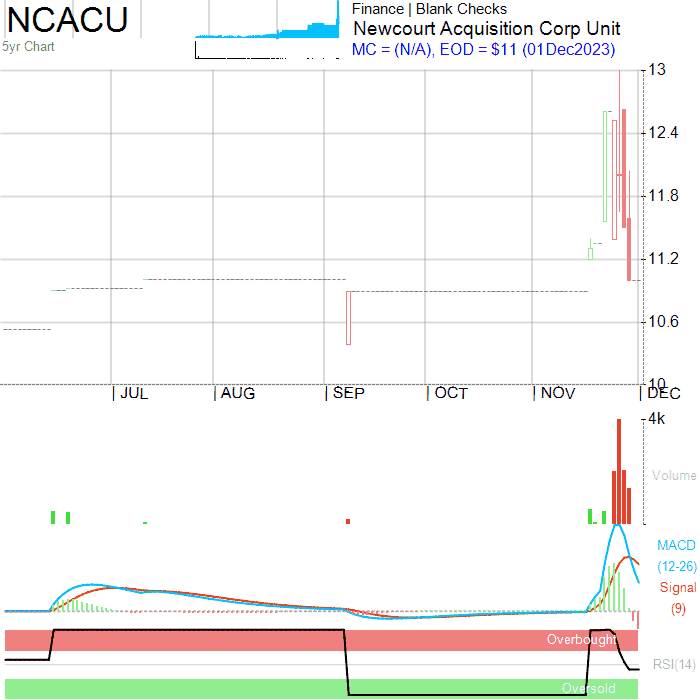 NCACU
5yr Chart
Finance | Blank Checks
Newcourt Acquisition Corp Unit
MC = (N/A), EOD = $11 (01Dec2023)
13
12.4
11.8
11.2
10.6
10
JUL
AUG
SEP
OCT
NOV
DEC
4k
Volume
MACD
(12-26)
Signal
(9)
Overbought
RSI(14)
Oversold